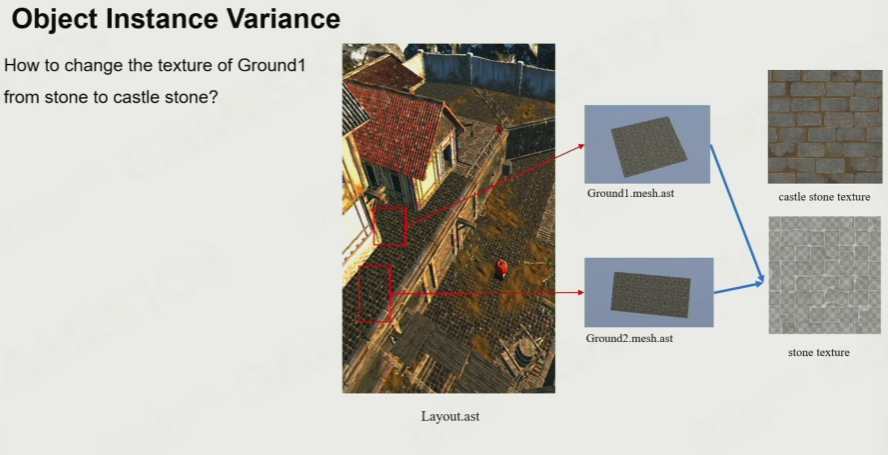 Object Instance Variance
How to change the texture of Ground1
from stone to castle stone?
Ground1.mesh.ast
castle stone texture
Ground2.mesh.ast
stone texture
Layout.ast